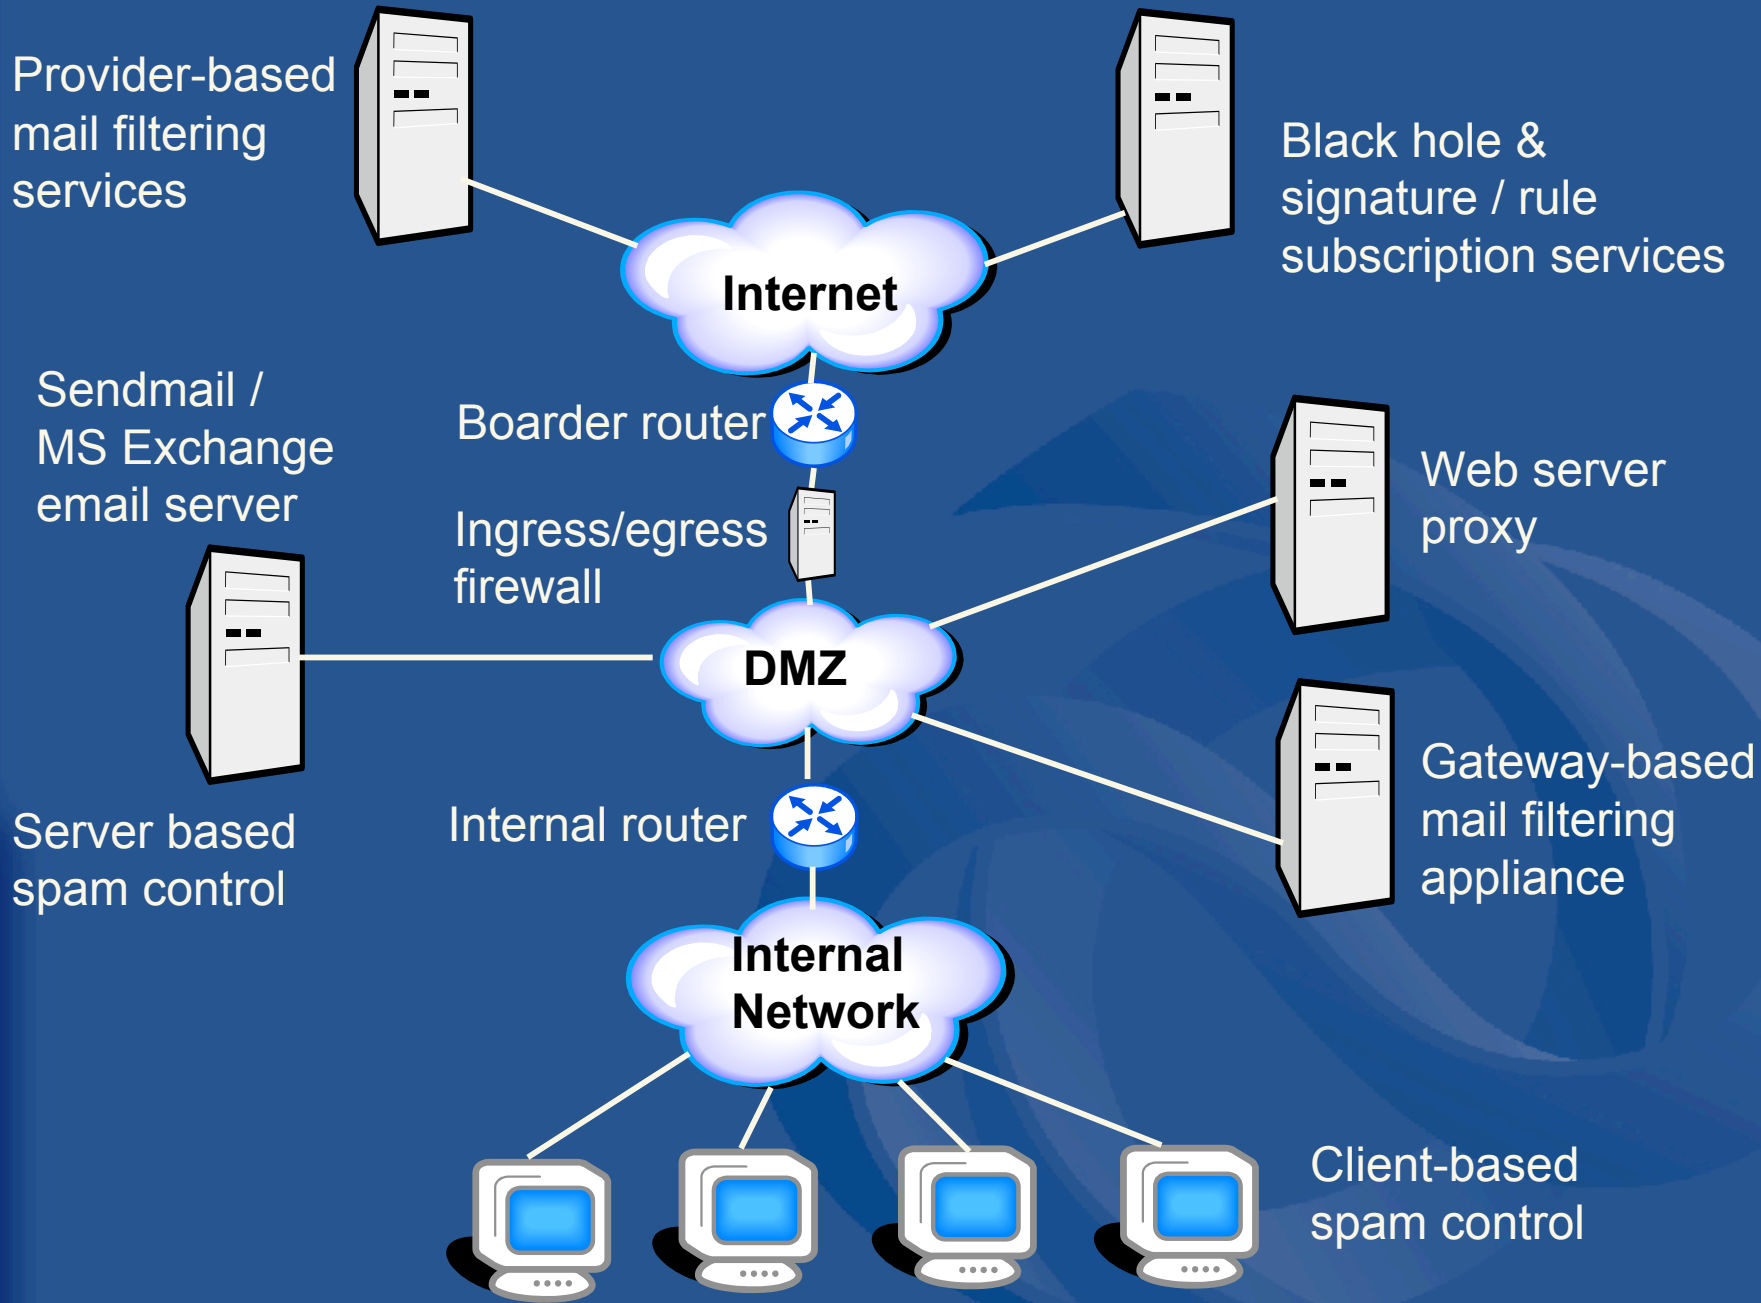 Provider-based
mail filtering
services
Black hole &
signature / rule
subscription services
Internet
Sendmail /
MS Exchange
email server
Boarder router
Web server
proxy
Ingress/egress
firewall
DMZ
Gateway-based
mail filtering
appliance
Server based
spam control
Internal router
Internal
Network
Client-based
spam control